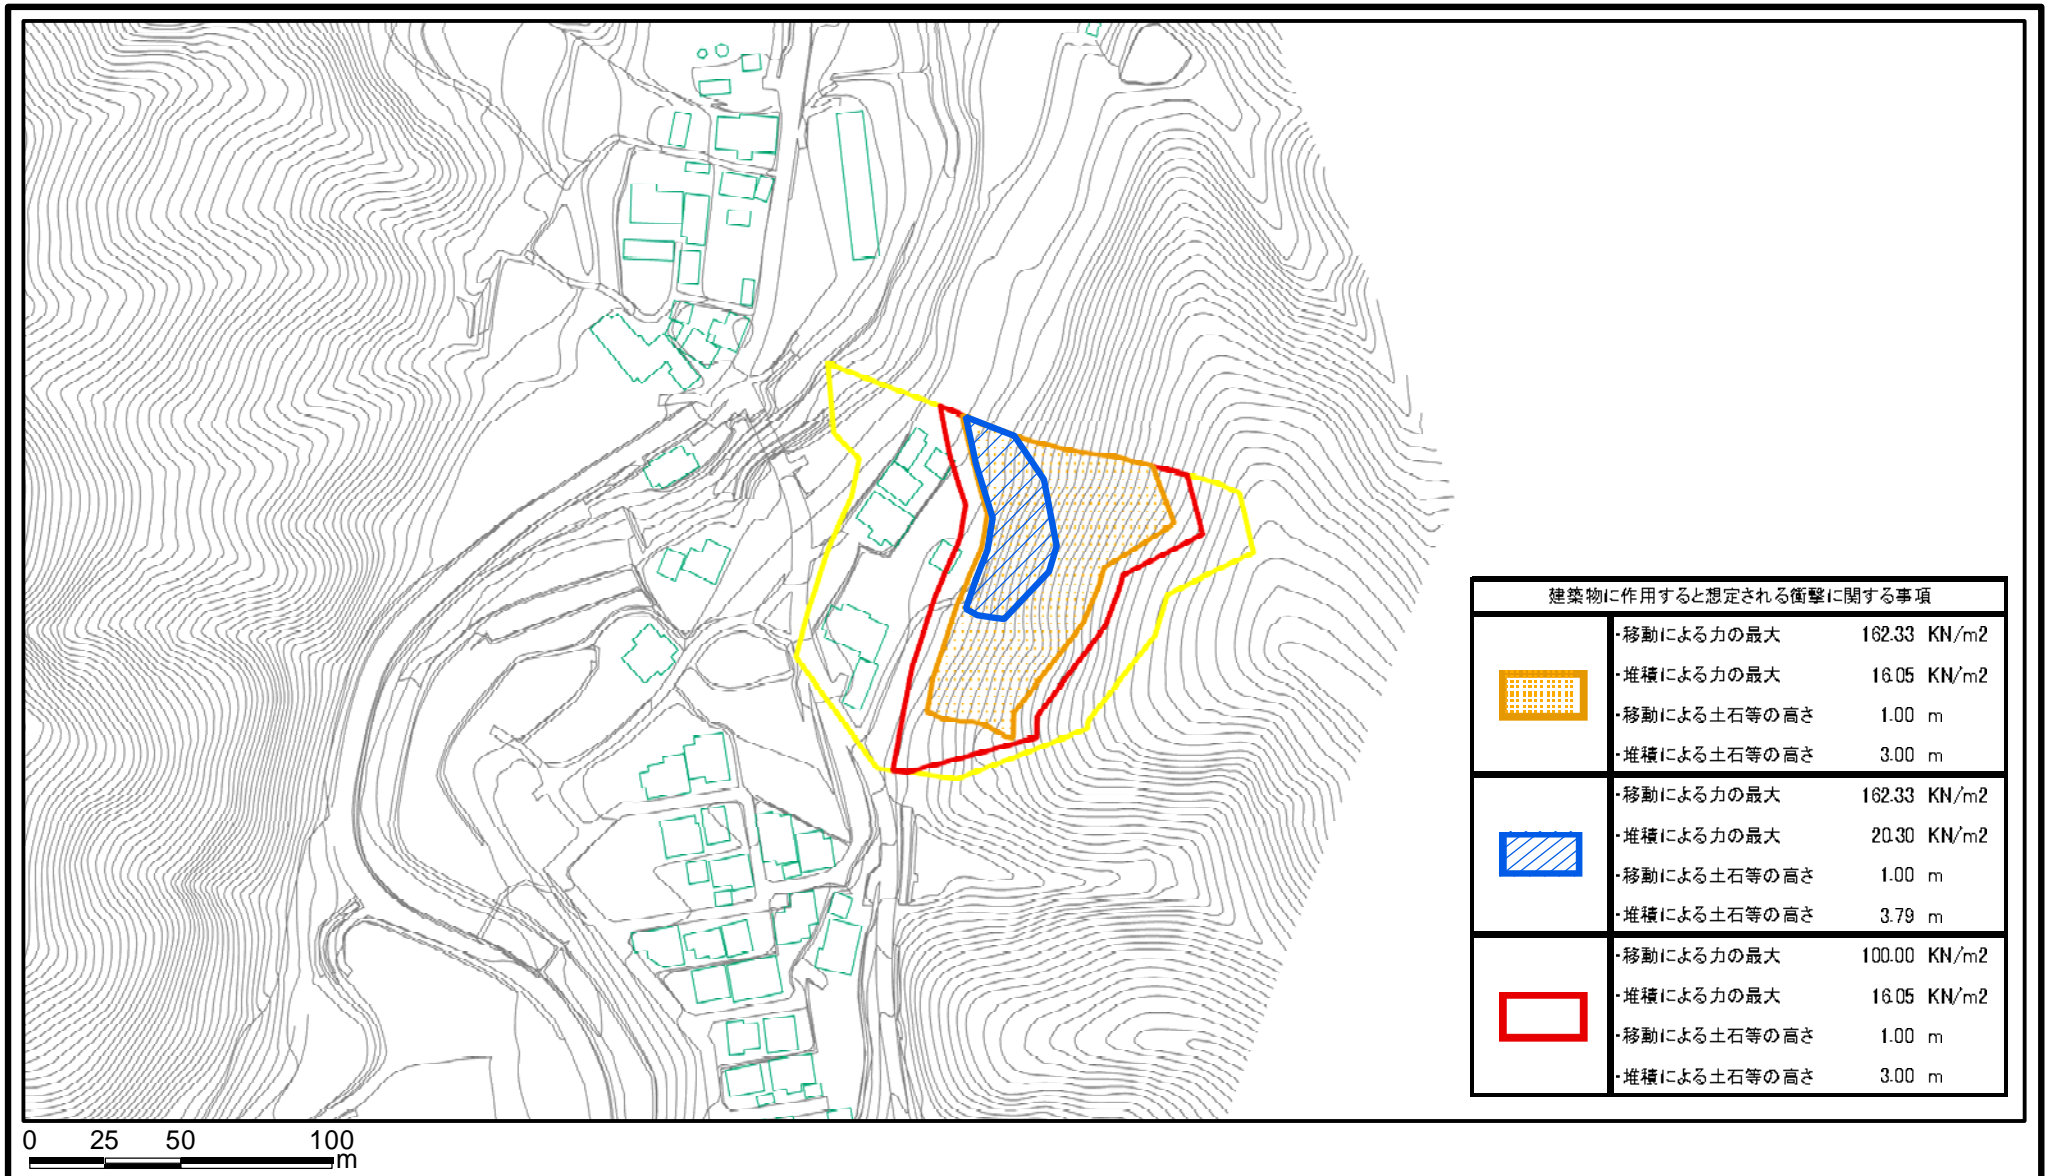 建築物に作用すると想定される衝撃に関する事項
・移動による力の最大 162.33 KN/m2
・堆積による力の最大 16.05 KN/m2
・移動による土石等の高さ 1.00 m
・堆積による土石等の高さ 3.00 m
・移動による力の最大 162.33 KN/m2
・堆積による力の最大 20.30 KN/m2
・移動による土石等の高さ 1.00 m
・堆積による土石等の高さ 3.79 m
・移動による力の最大 100.00 KN/m2
・堆積による力の最大 16.05 KN/m2
・移動による土石等の高さ 1.00 m
・堆積による土石等の高さ 3.00 m
0 25 50 100
m